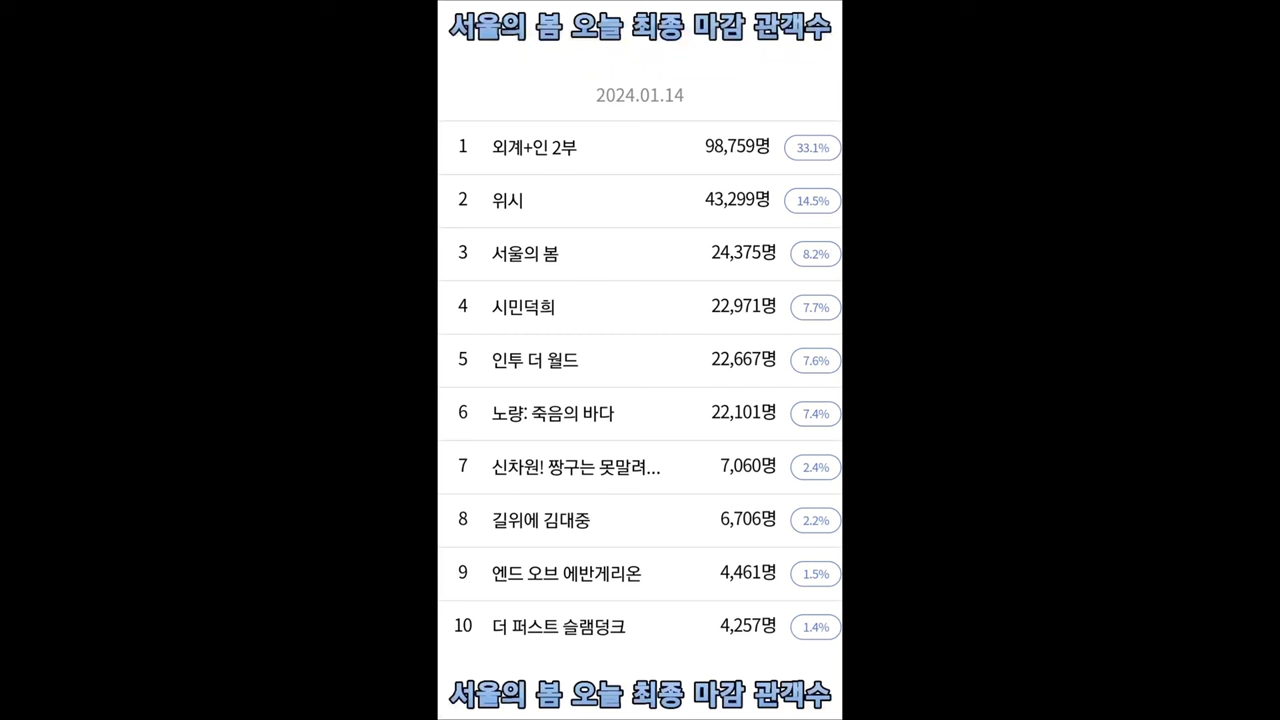 서울의 봄 오늘 최종 마감 관객수
2024.01.14
1 외계+인 2부 98,759명 33.1%
2 위시 43,299명 14.5%
3 서울의 봄 24,375명 8.2%
4 시민덕희 22,971명 7.7%
5 인투 더 월드 22,667명 7.6%
6 노량: 죽음의 바다 22,101명 7.4%
7 신차원! 짱구는 못말려... 7,060명 2.4%
8 길위에 김대중 6,706명 2.2%
9 엔드 오브 에반게리온 4,461명 1.5%
10 더 퍼스트 슬램덩크 4,257명 1.4%
서울의 봄 오늘 최종 마감 관객수